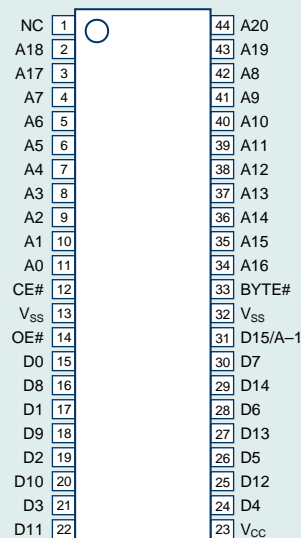 NC 1 44 A20
A18 2 43 A19
A17 3 42 A8
A7 4 41 A9
A6 5 40 A10
A5 6 39 A11
A4 7 38 A12
A3 8 37 A13
A2 9 36 A14
A1 10 35 A15
A0 11 34 A16
CE# 12 33 BYTE#
VSS 13 32 VSS
OE# 14 31 D15/A–1
D0 15 30 D7
D8 16 29 D14
D1 17 28 D6
D9 18 27 D13
D2 19 26 D5
D10 20 25 D12
D3 21 24 D4
D11 22 23 VCC